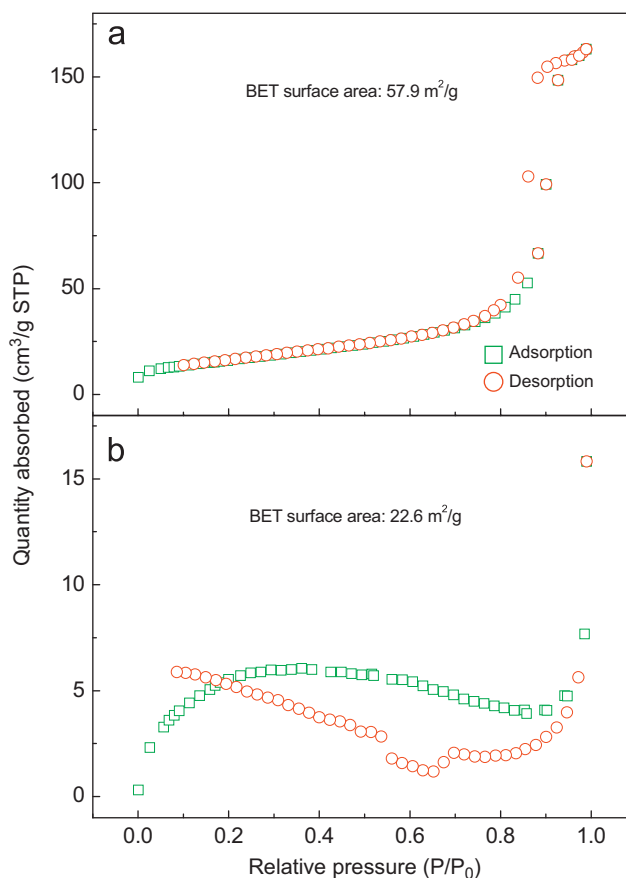 a
BET surface area: 57.9 m²/g
150
100
50
0
Adsorption
Desorption
Quantity absorbed (cm³/g STP)
b
BET surface area: 22.6 m²/g
15
10
5
0
0.0 0.2 0.4 0.6 0.8 1.0
Relative pressure (P/P₀)